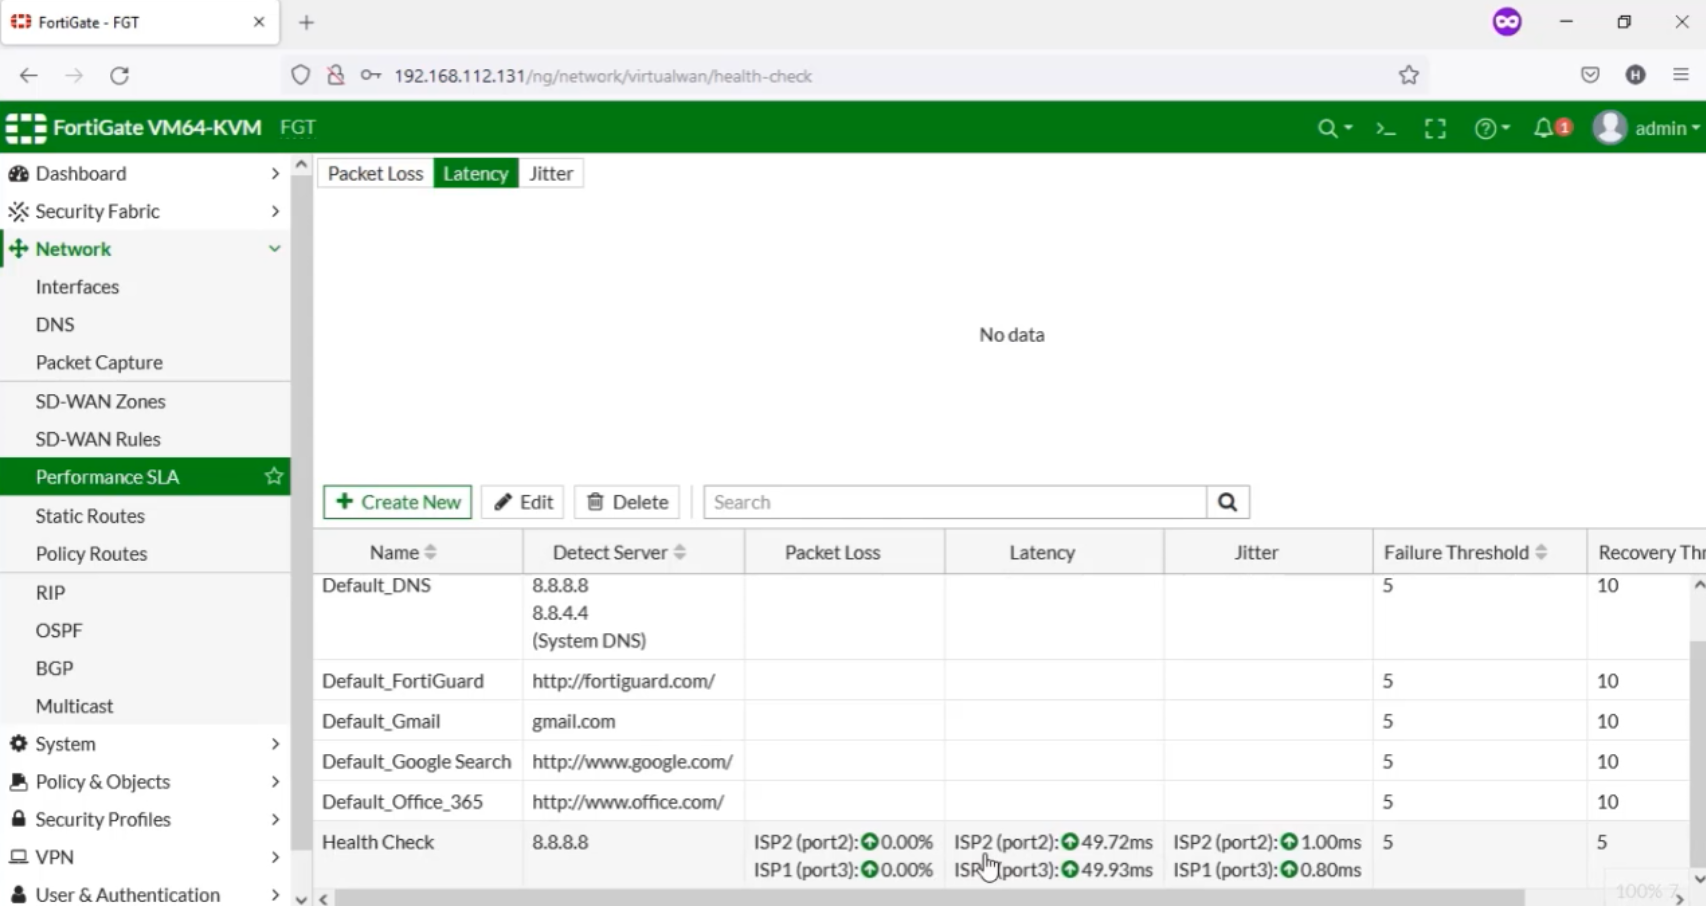 FortiGate - FGT
192.168.112.131/ng/network/virtualwan/health-check
FortiGate VM64-KVM FGT
1
admin
Dashboard
Security Fabric
Network
Interfaces
DNS
Packet Capture
SD-WAN Zones
SD-WAN Rules
Performance SLA
Static Routes
Policy Routes
RIP
OSPF
BGP
Multicast
System
Policy & Objects
Security Profiles
VPN
User & Authentication
Packet Loss Latency Jitter
No data
Create New Edit Delete Search
Name Detect Server Packet Loss Latency Jitter Failure Threshold Recovery Thr
Default_DNS 8.8.8.8 5 10
8.8.4.4
(System DNS)
Default_FortiGuard http://fortiguard.com/ 5 10
Default_Gmail gmail.com 5 10
Default_Google Search http://www.google.com/ 5 10
Default_Office_365 http://www.office.com/ 5 10
Health Check 8.8.8.8 ISP2 (port2): 0.00% ISP2 (port2): 49.72ms ISP2 (port2): 1.00ms 5 5
ISP1 (port3): 0.00% (port3): 49.93ms ISP1 (port3): 0.80ms
100% 7